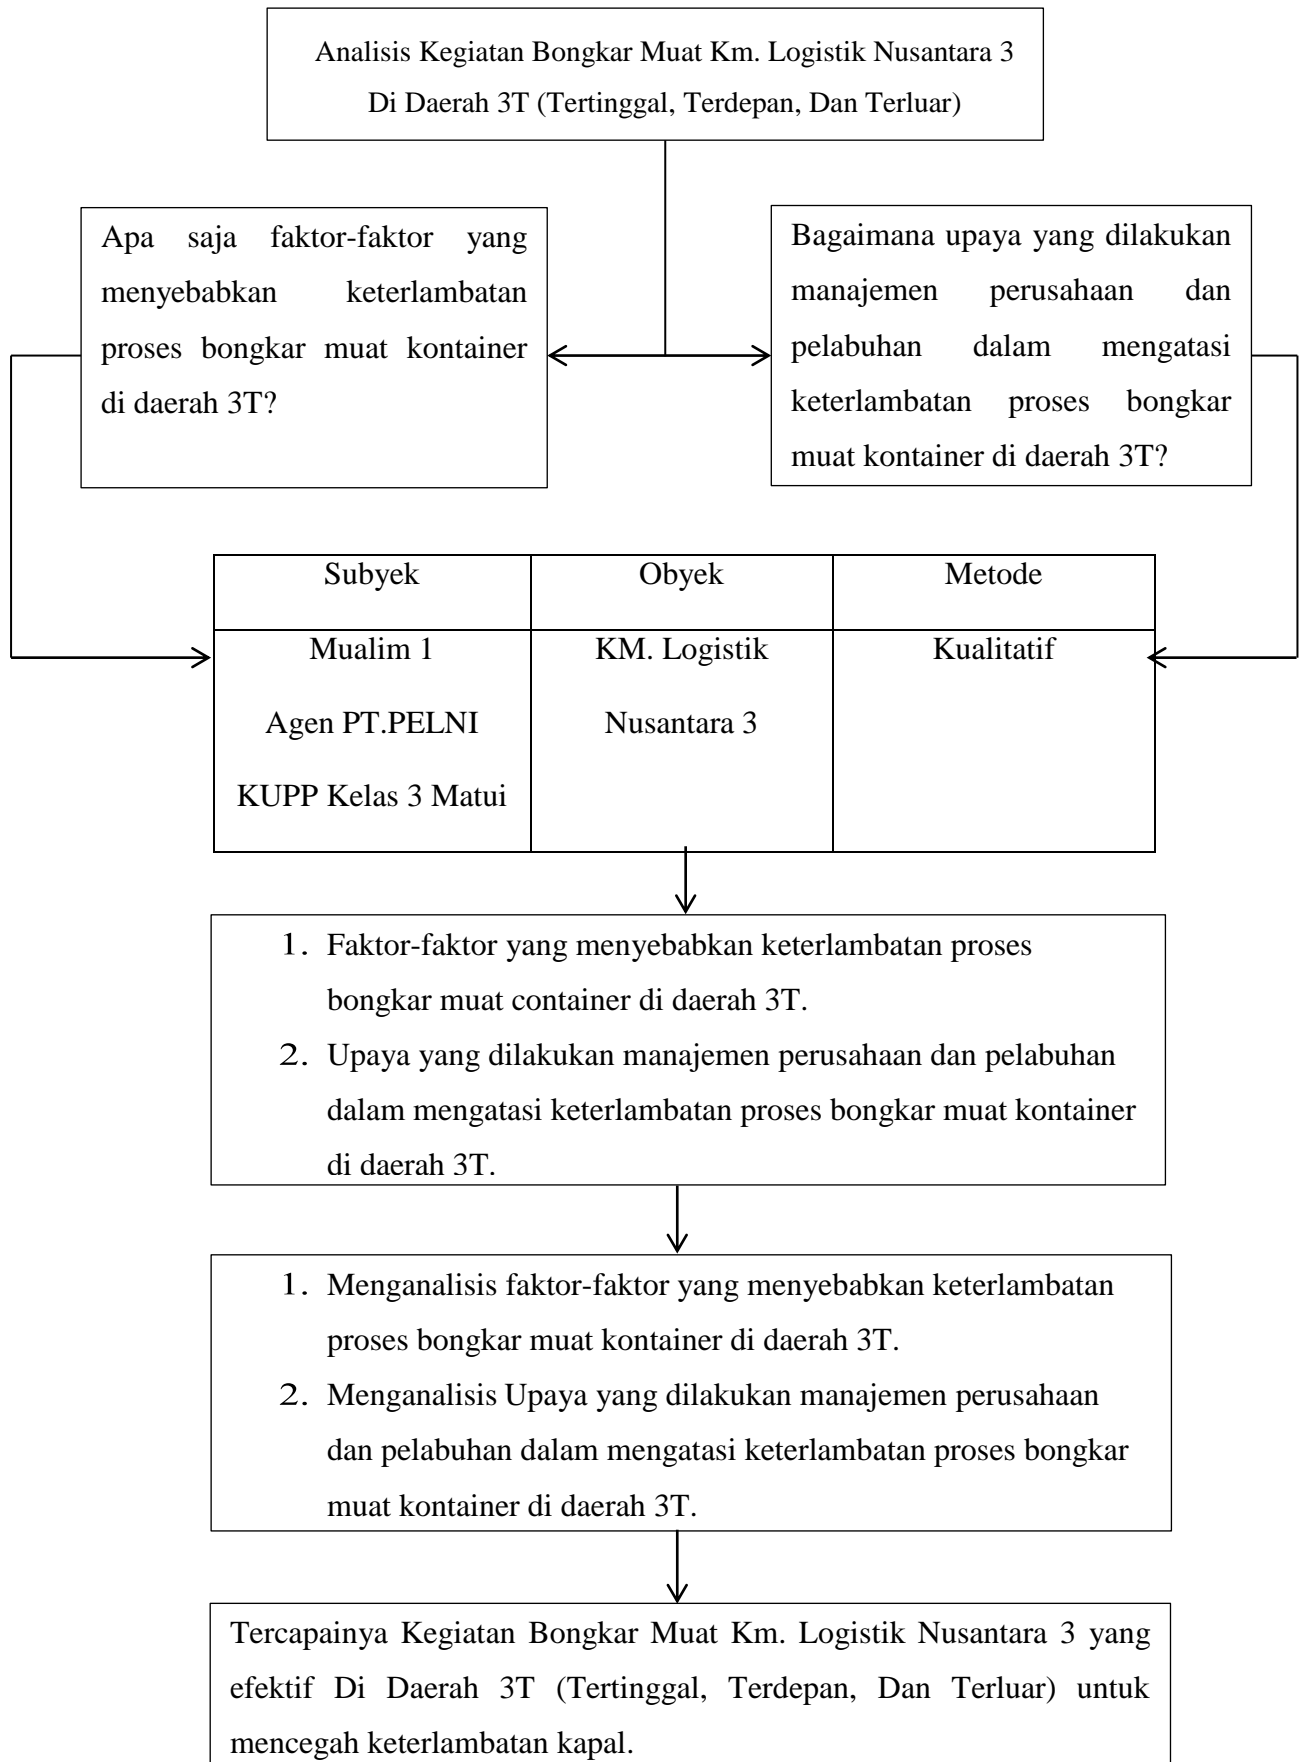 Analisis Kegiatan Bongkar Muat Km. Logistik Nusantara 3
Di Daerah 3T (Tertinggal, Terdepan, Dan Terluar)
Apa saja faktor-faktor yang
menyebabkan keterlambatan
proses bongkar muat kontainer
di daerah 3T?
Bagaimana upaya yang dilakukan
manajemen perusahaan dan
pelabuhan dalam mengatasi
keterlambatan proses bongkar
muat kontainer di daerah 3T?
Subyek
Obyek
Metode
Mualim 1
Agen PT.PELNI
KUPP Kelas 3 Matui
KM. Logistik
Nusantara 3
Kualitatif
1. Faktor-faktor yang menyebabkan keterlambatan proses
bongkar muat container di daerah 3T.
2. Upaya yang dilakukan manajemen perusahaan dan pelabuhan
dalam mengatasi keterlambatan proses bongkar muat kontainer
di daerah 3T.
1. Menganalisis faktor-faktor yang menyebabkan keterlambatan
proses bongkar muat kontainer di daerah 3T.
2. Menganalisis Upaya yang dilakukan manajemen perusahaan
dan pelabuhan dalam mengatasi keterlambatan proses bongkar
muat kontainer di daerah 3T.
Tercapainya Kegiatan Bongkar Muat Km. Logistik Nusantara 3 yang
efektif Di Daerah 3T (Tertinggal, Terdepan, Dan Terluar) untuk
mencegah keterlambatan kapal.